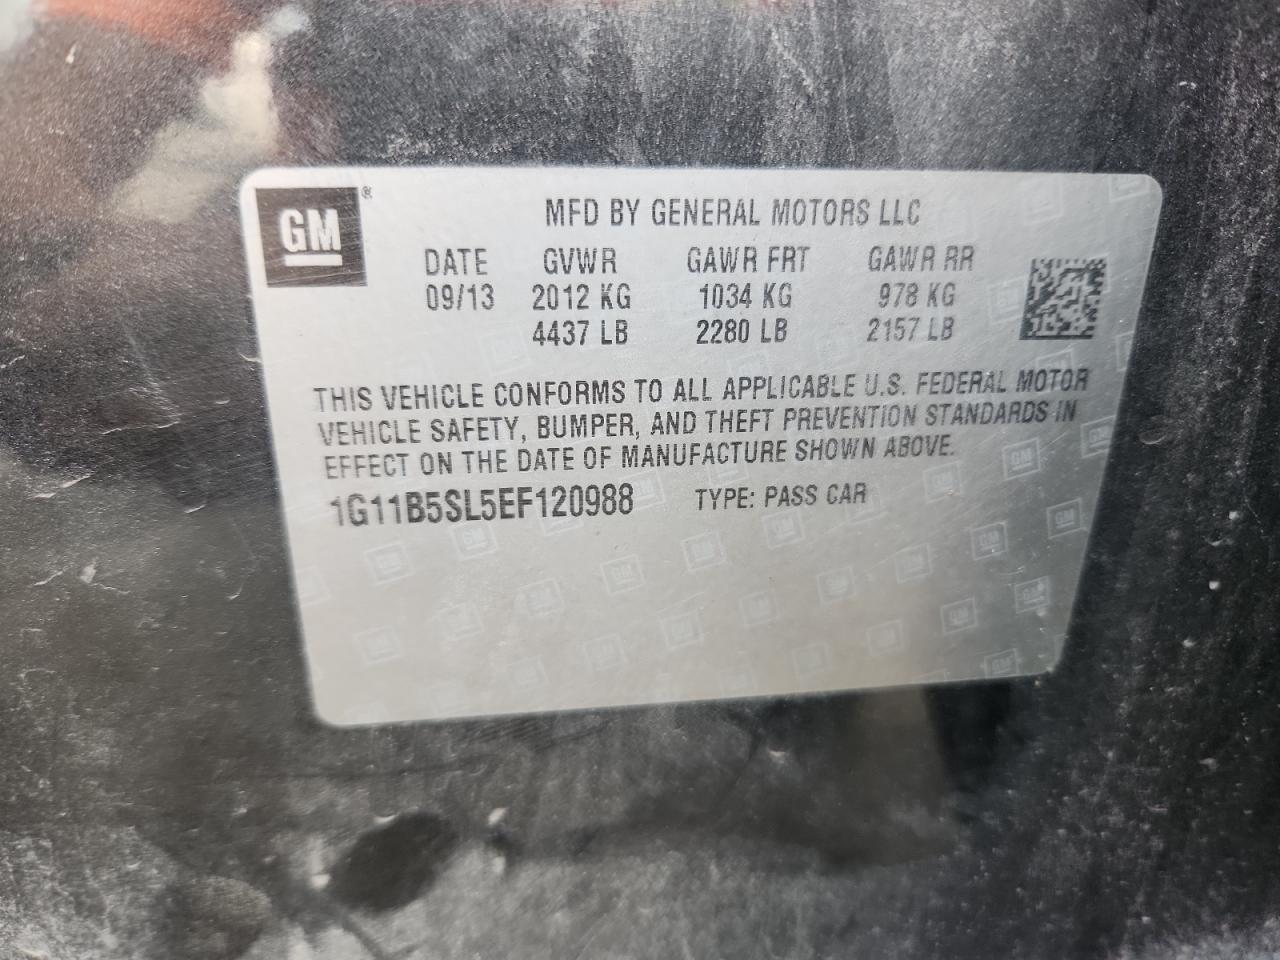 GM ®
MFD BY GENERAL MOTORS LLC
DATE GVWR GAWR FRT GAWR RR
09/13 2012 KG 1034 KG 978 KG
4437 LB 2280 LB 2157 LB
THIS VEHICLE CONFORMS TO ALL APPLICABLE U.S. FEDERAL MOTOR
VEHICLE SAFETY, BUMPER, AND THEFT PREVENTION STANDARDS IN
EFFECT ON THE DATE OF MANUFACTURE SHOWN ABOVE.
1G11B5SL5EF120988 TYPE: PASS CAR